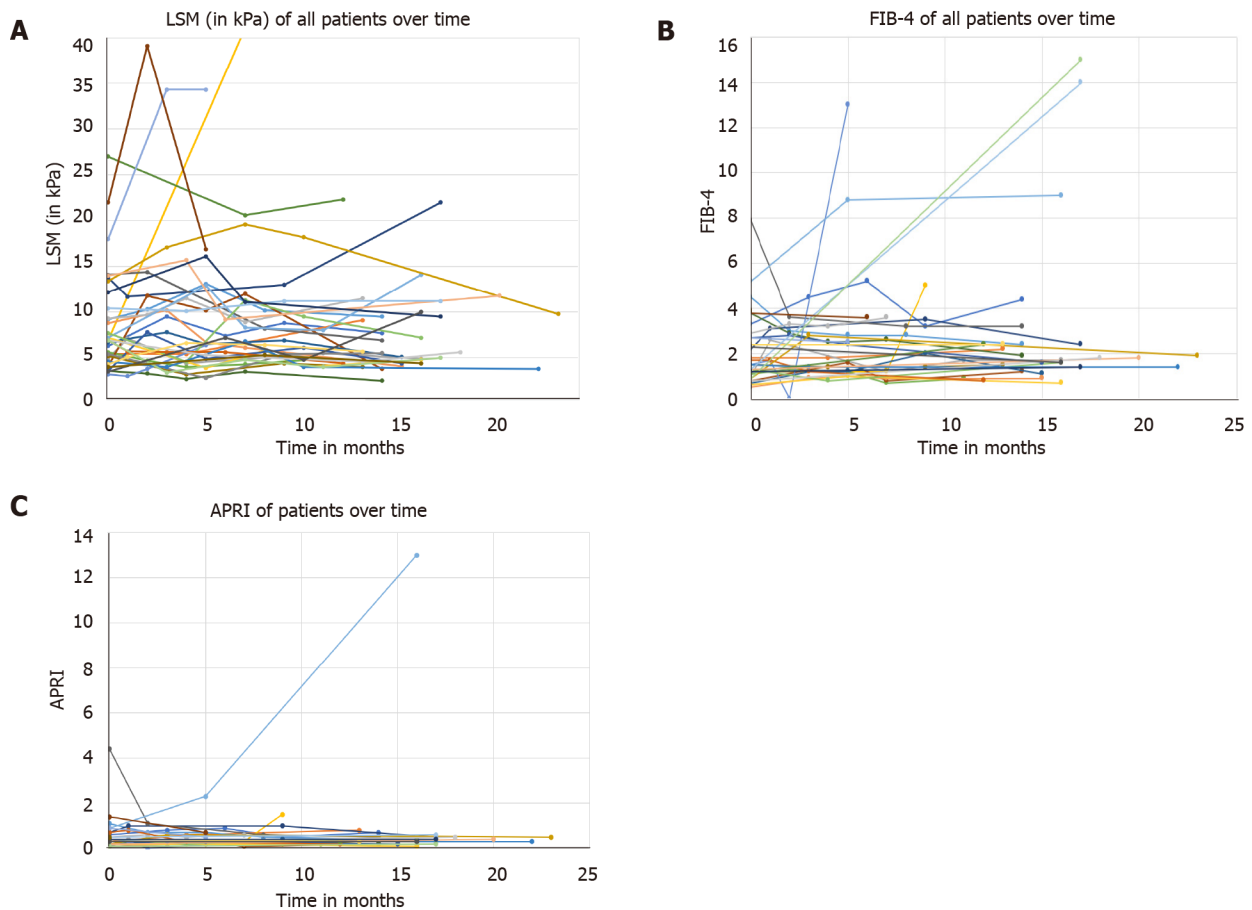 A
LSM (in kPa) of all patients over time
40
35
30
25
20
15
10
5
0
LSM (in kPa)
0 5 10 15 20
Time in months
B
FIB-4 of all patients over time
16
14
12
10
8
6
4
2
0
FIB-4
0 5 10 15 20 25
Time in months
C
APRI of patients over time
14
12
10
8
6
4
2
0
APRI
0 5 10 15 20 25
Time in months